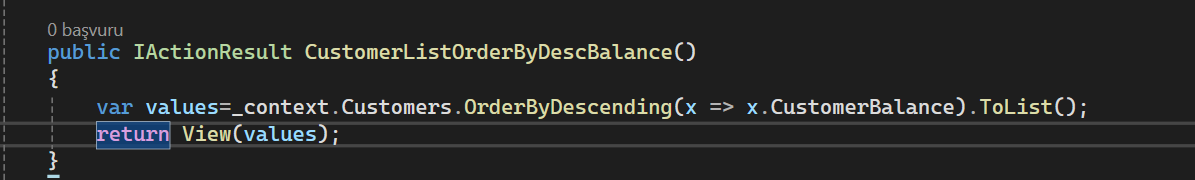 0 başvuru
public IActionResult CustomerListOrderByDescBalance()
{
var values=_context.Customers.OrderByDescending(x => x.CustomerBalance).ToList();
return View(values);
}